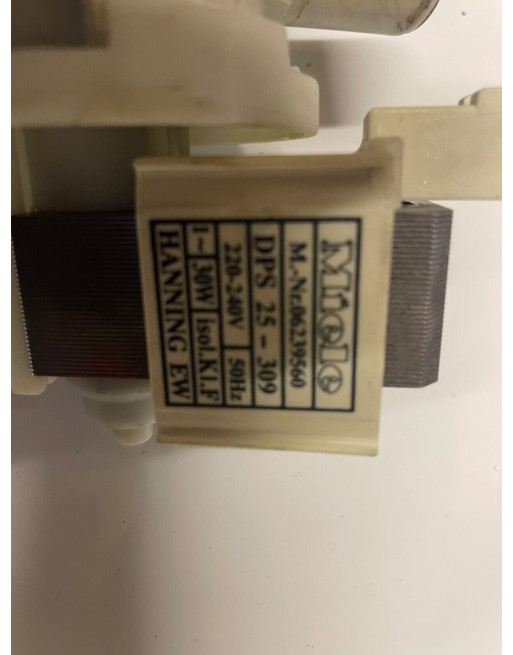 Miele
M.-Nr.06239560
DPS 25-309
220-240V 50Hz
1~ 30W Isol.Kl.F
HANNING EW